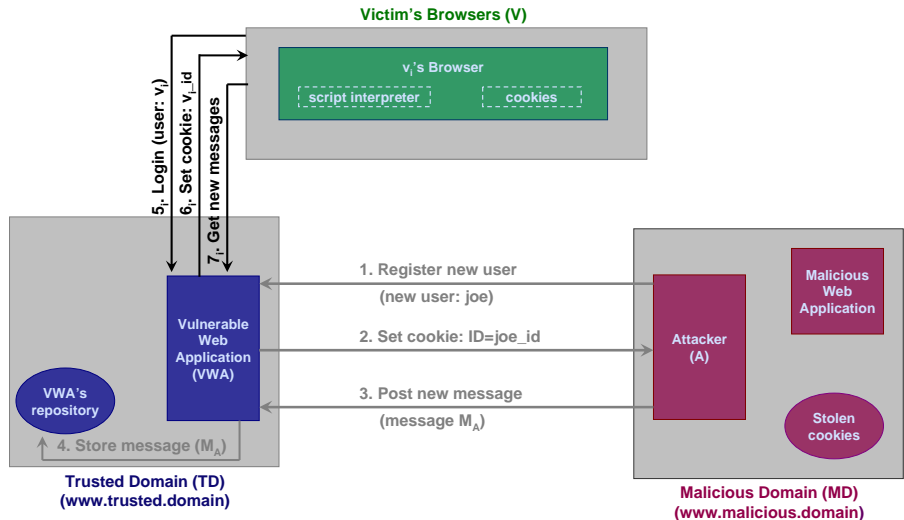 Victim's Browsers (V)
v_i's Browser
script interpreter
cookies
5_i. Login (user: v_i)
6_i. Set cookie: v_i_id
7_i. Get new messages
1. Register new user
(new user: joe)
2. Set cookie: ID=joe_id
3. Post new message
(message M_A)
Vulnerable
Web
Application
(VWA)
VWA's
repository
4. Store message (M_A)
Attacker
(A)
Malicious
Web
Application
Stolen
cookies
Trusted Domain (TD)
(www.trusted.domain)
Malicious Domain (MD)
(www.malicious.domain)